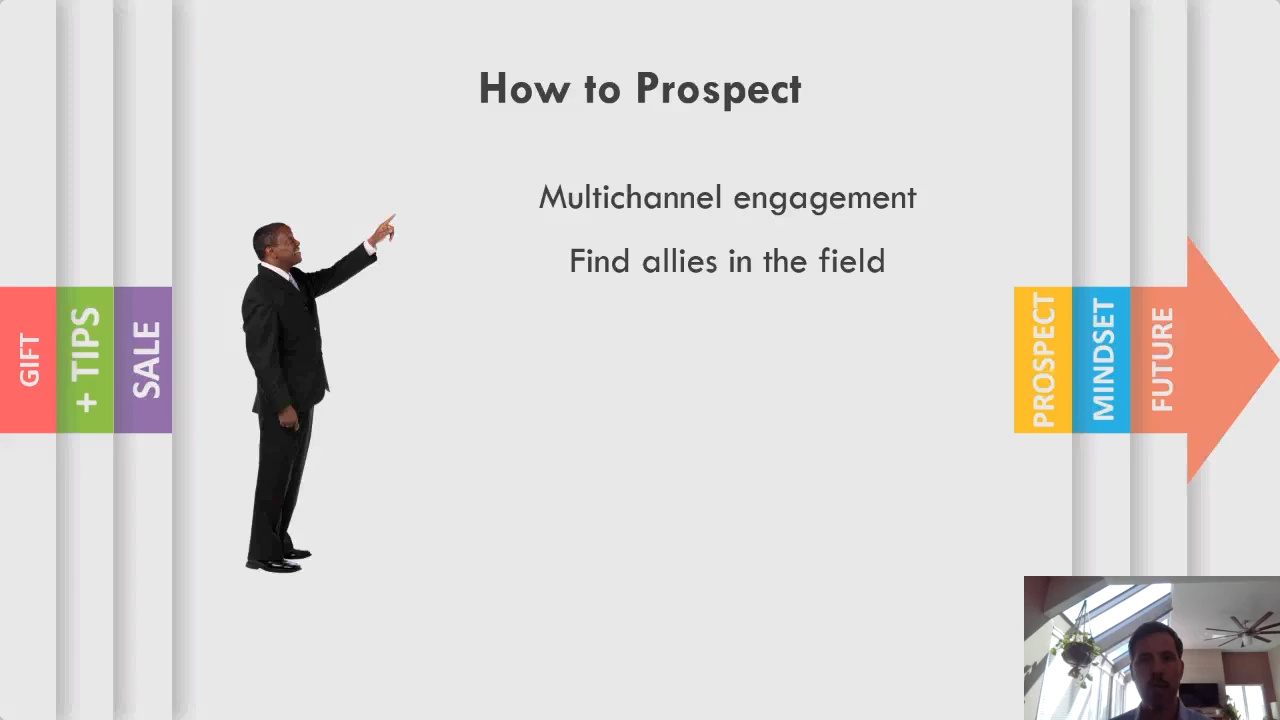 How to Prospect
Multichannel engagement
Find allies in the field
GIFT
+ TIPS
SALE
PROSPECT
MINDSET
FUTURE